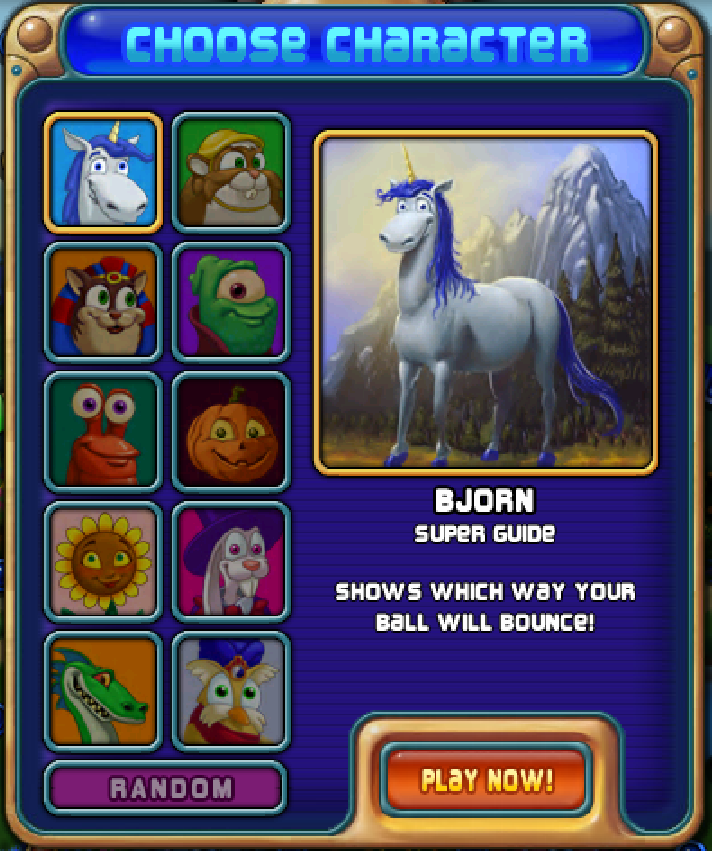 CHOOSE CHARACTER
BJORN
SUPER GUIDE
SHOWS WHICH WAY YOUR
BALL WILL BOUNCE!
RANDOM
PLAY NOW!